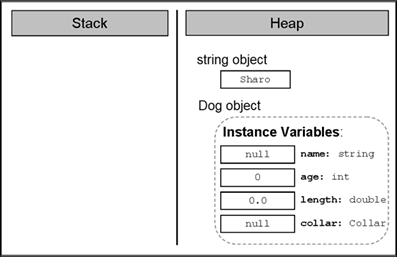 Stack
Heap
string object
Sharo
Dog object
Instance Variables:
null name: string
0 age: int
0.0 length: double
null collar: Collar